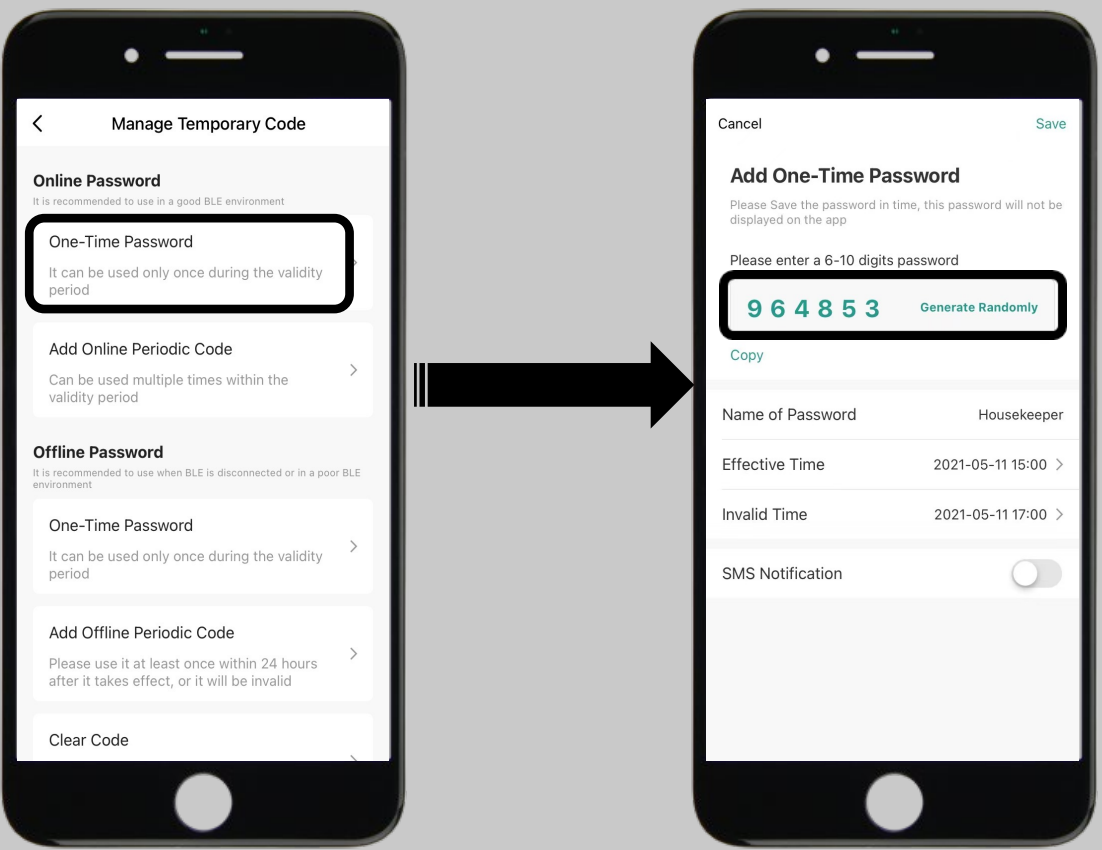 Manage Temporary Code
Online Password
It is recommended to use in a good BLE environment
One-Time Password
It can be used only once during the validity
period
Add Online Periodic Code
Can be used multiple times within the
validity period
Offline Password
It is recommended to use when BLE is disconnected or in a poor BLE
environment
One-Time Password
It can be used only once during the validity
period
Add Offline Periodic Code
Please use it at least once within 24 hours
after it takes effect, or it will be invalid
Clear Code
Cancel Save
Add One-Time Password
Please Save the password in time, this password will not be
displayed on the app
Please enter a 6-10 digits password
964853 Generate Randomly
Copy
Name of Password Housekeeper
Effective Time 2021-05-11 15:00
Invalid Time 2021-05-11 17:00
SMS Notification